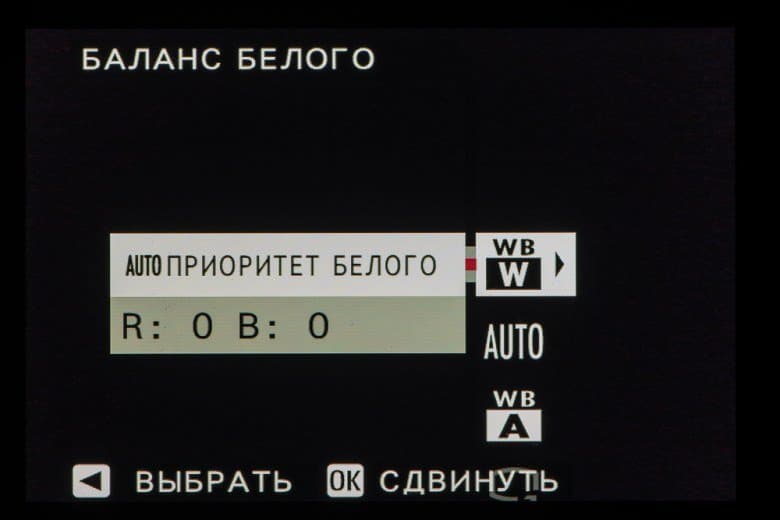 БАЛАНС БЕЛОГО
AUTO ПРИОРИТЕТ БЕЛОГО
WB
W
R: 0 B: 0
AUTO
WB
A
ВЫБРАТЬ OK СДВИНУТЬ